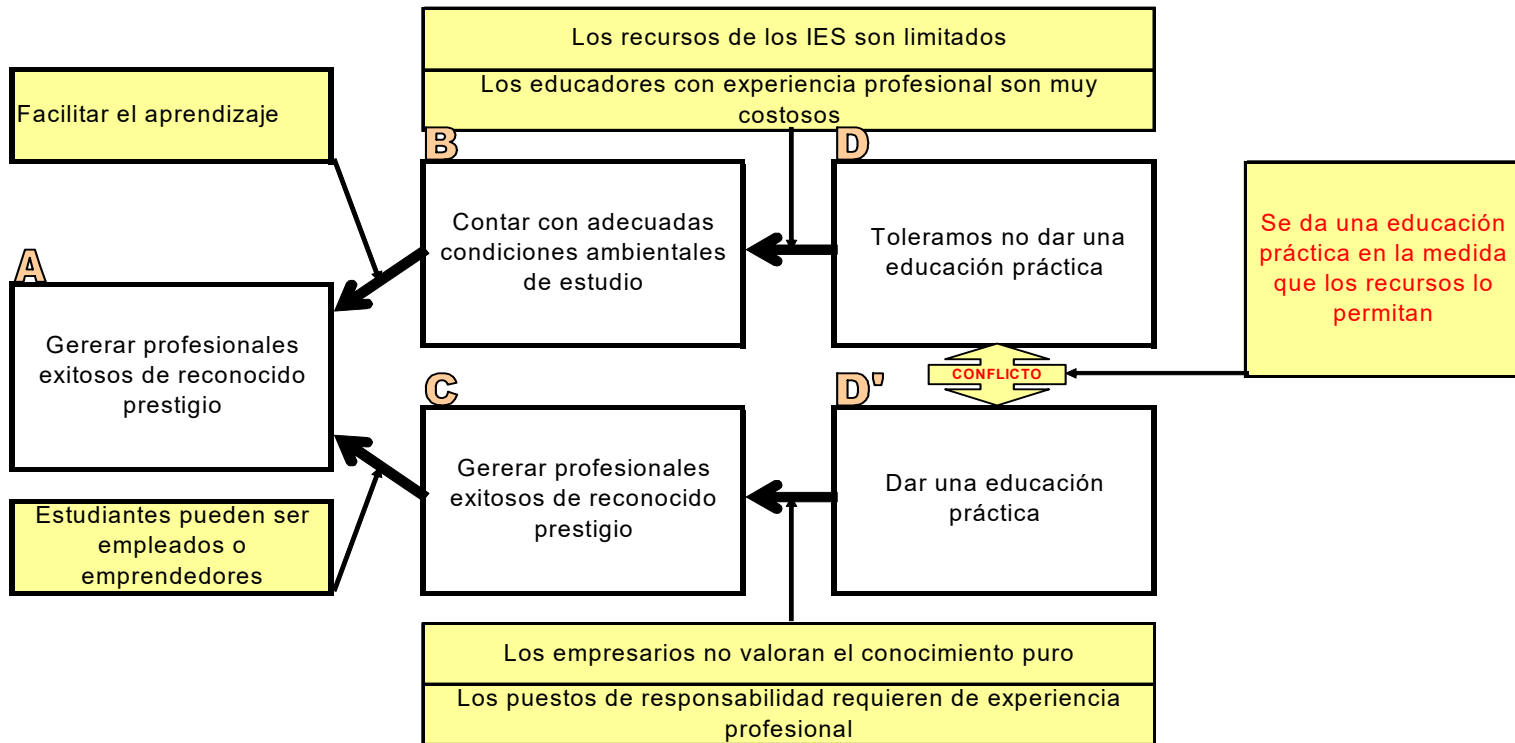 Los recursos de los IES son limitados
Los educadores con experiencia profesional son muy
costosos
Facilitar el aprendizaje
B
D
Contar con adecuadas
condiciones ambientales
de estudio
Toleramos no dar una
educación práctica
Se da una educación
práctica en la medida
que los recursos lo
permitan
A
Gererar profesionales
exitosos de reconocido
prestigio
CONFLICTO
C
D'
Gererar profesionales
exitosos de reconocido
prestigio
Dar una educación
práctica
Estudiantes pueden ser
empleados o
emprendedores
Los empresarios no valoran el conocimiento puro
Los puestos de responsabilidad requieren de experiencia
profesional